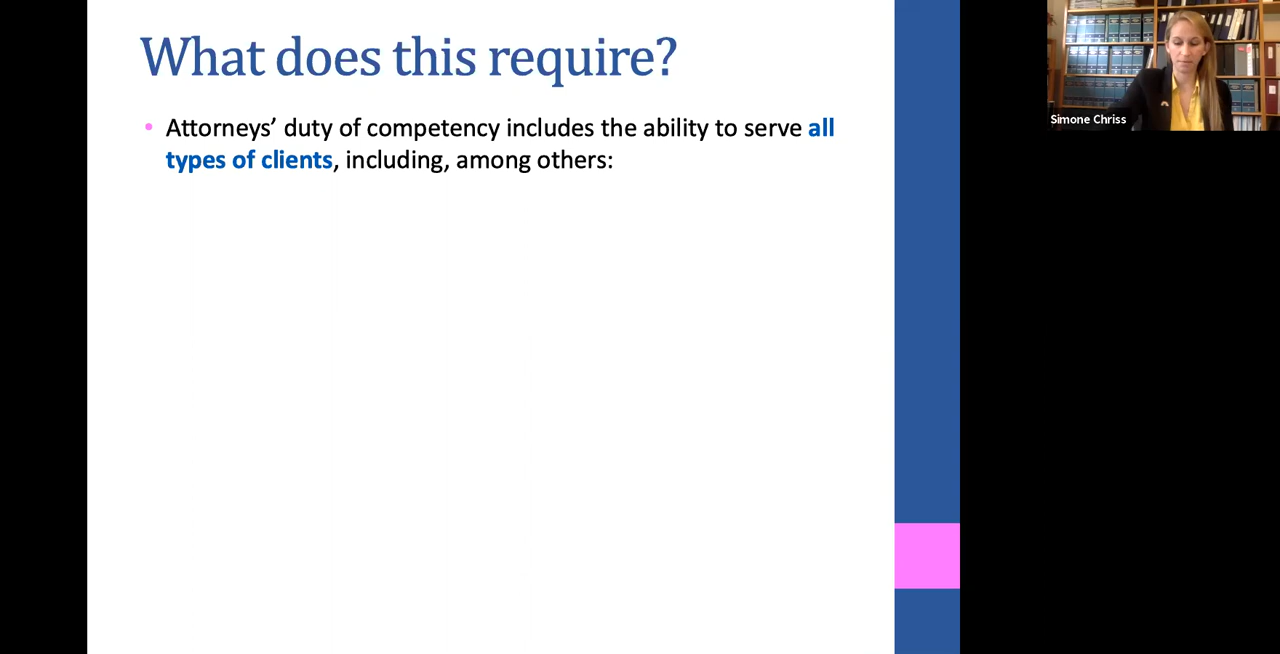 What does this require?
• Attorneys’ duty of competency includes the ability to serve all
types of clients, including, among others:
Simone Chriss